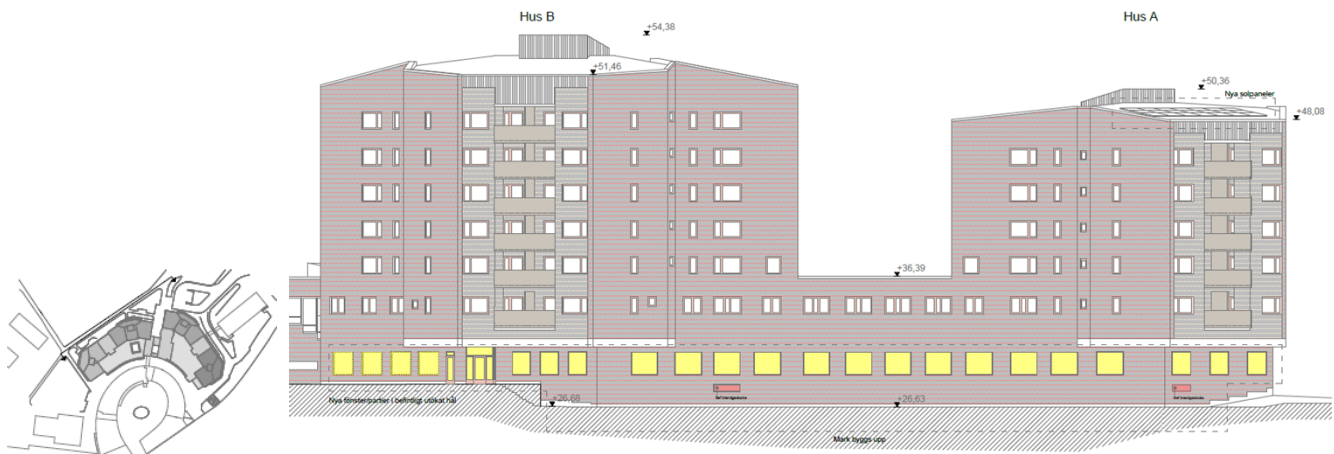 Hus B
Hus A
+54,38
+51,46
+50,36
Nya solpaneler
+48,08
+36,39
Nya fönsterpartier i befintligt utökat hål
+26,68
+26,63
Mark byggs upp